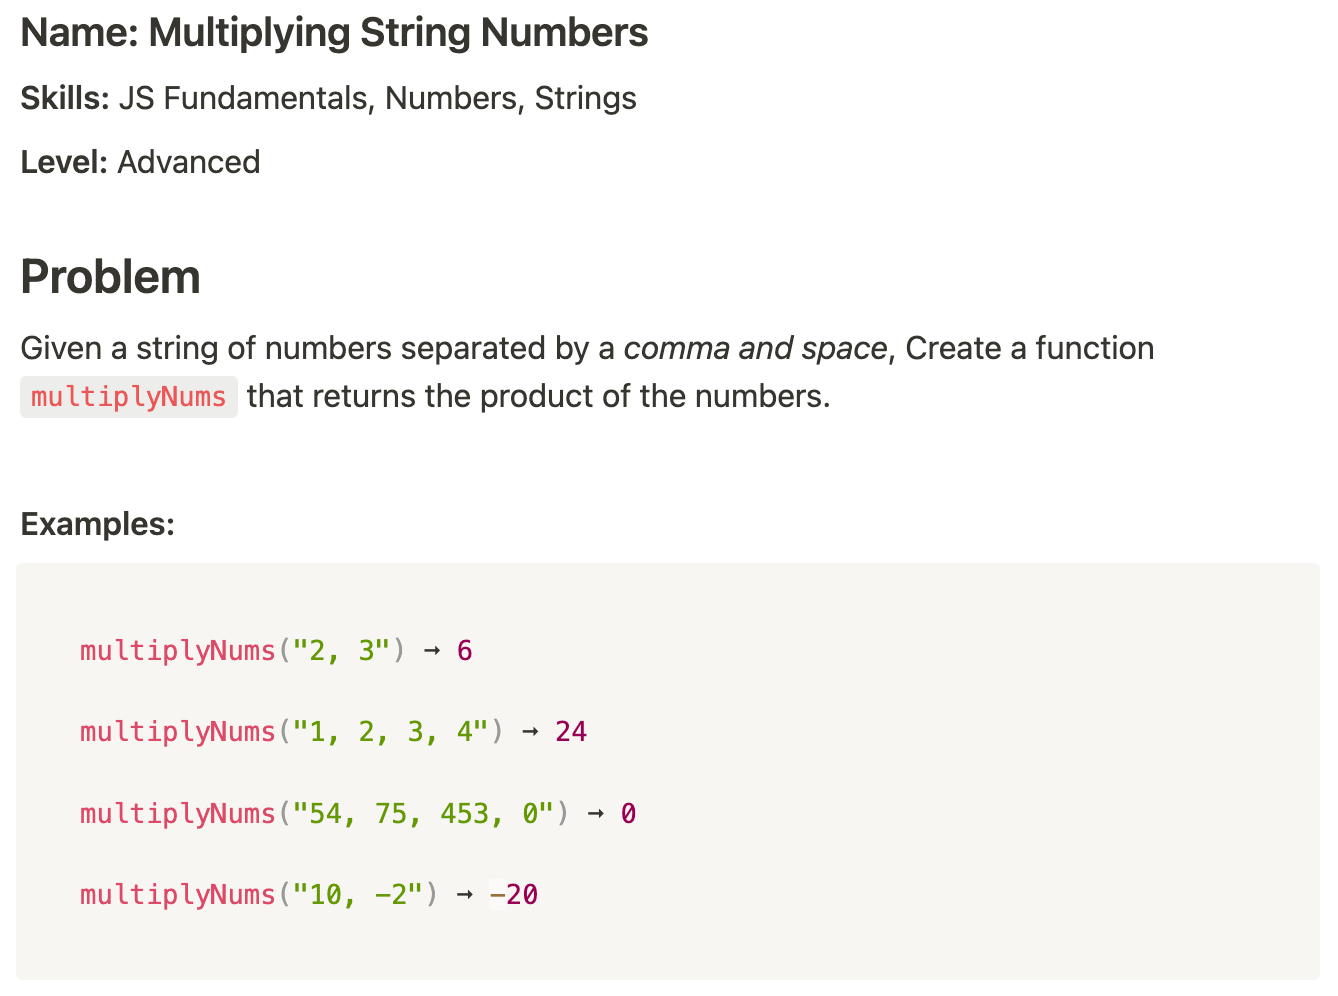 Name: Multiplying String Numbers
Skills: JS Fundamentals, Numbers, Strings
Level: Advanced
Problem
Given a string of numbers separated by a comma and space, Create a function
multiplyNums that returns the product of the numbers.
Examples:
multiplyNums("2, 3") → 6
multiplyNums("1, 2, 3, 4") → 24
multiplyNums("54, 75, 453, 0") → 0
multiplyNums("10, -2") → -20